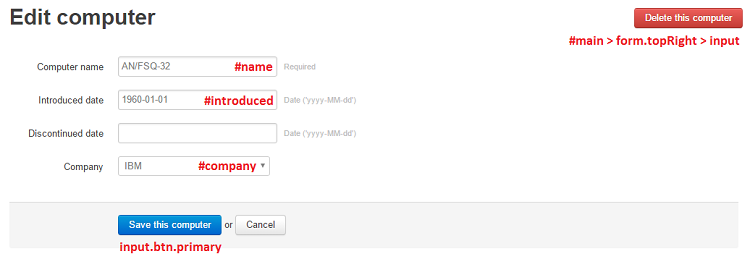 Edit computer
Delete this computer
#main > form.topRight > input
Computer name AN/FSQ-32 #name Required
Introduced date 1960-01-01 #introduced Date ('yyyy-MM-dd')
Discontinued date Date ('yyyy-MM-dd')
Company IBM #company
Save this computer or Cancel
input.btn.primary